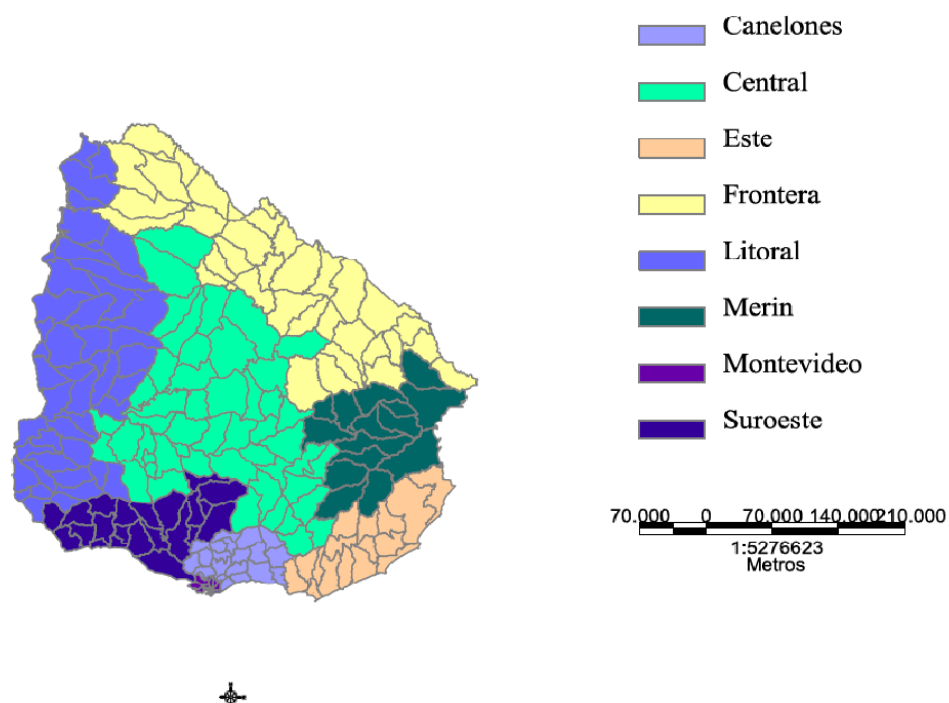 Canelones
Central
Este
Frontera
Litoral
Merin
Montevideo
Suroeste
70.000 0 70.000 140.000 210.000
1:5276623
Metros